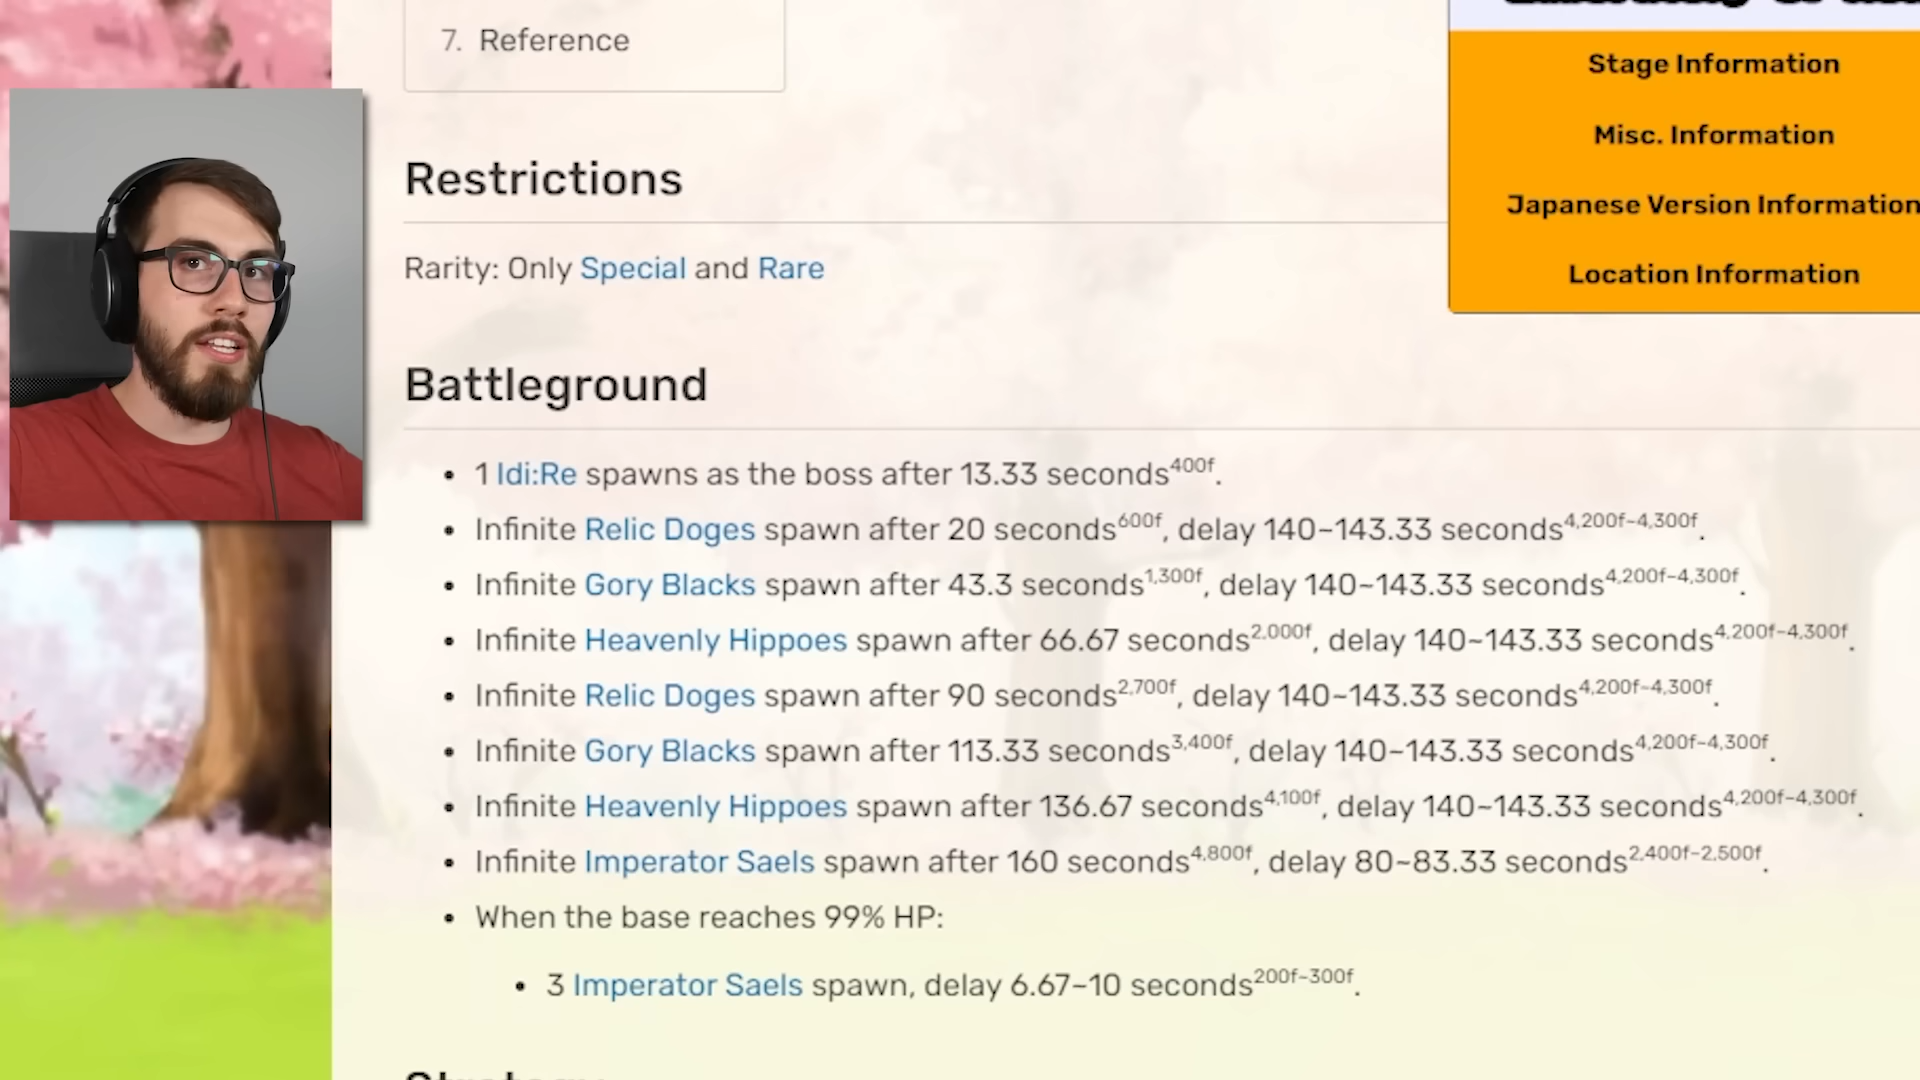 7. Reference
Stage Information
Misc. Information
Japanese Version Information
Location Information
Restrictions
Rarity: Only Special and Rare
Battleground
• 1 Idi:Re spawns as the boss after 13.33 seconds400f.
• Infinite Relic Doges spawn after 20 seconds600f, delay 140~143.33 seconds4,200f~4,300f.
• Infinite Gory Blacks spawn after 43.3 seconds1,300f, delay 140~143.33 seconds4,200f~4,300f.
• Infinite Heavenly Hippoes spawn after 66.67 seconds2,000f, delay 140~143.33 seconds4,200f~4,300f.
• Infinite Relic Doges spawn after 90 seconds2,700f, delay 140~143.33 seconds4,200f~4,300f.
• Infinite Gory Blacks spawn after 113.33 seconds3,400f, delay 140~143.33 seconds4,200f~4,300f.
• Infinite Heavenly Hippoes spawn after 136.67 seconds4,100f, delay 140~143.33 seconds4,200f~4,300f.
• Infinite Imperator Saels spawn after 160 seconds4,800f, delay 80~83.33 seconds2,400f~2,500f.
• When the base reaches 99% HP:
• 3 Imperator Saels spawn, delay 6.67~10 seconds200f~300f.